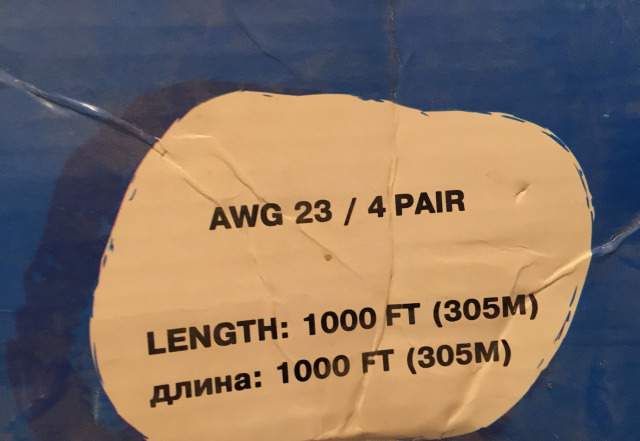 AWG 23 / 4 PAIR
LENGTH: 1000 FT (305M)
длина: 1000 FT (305M)